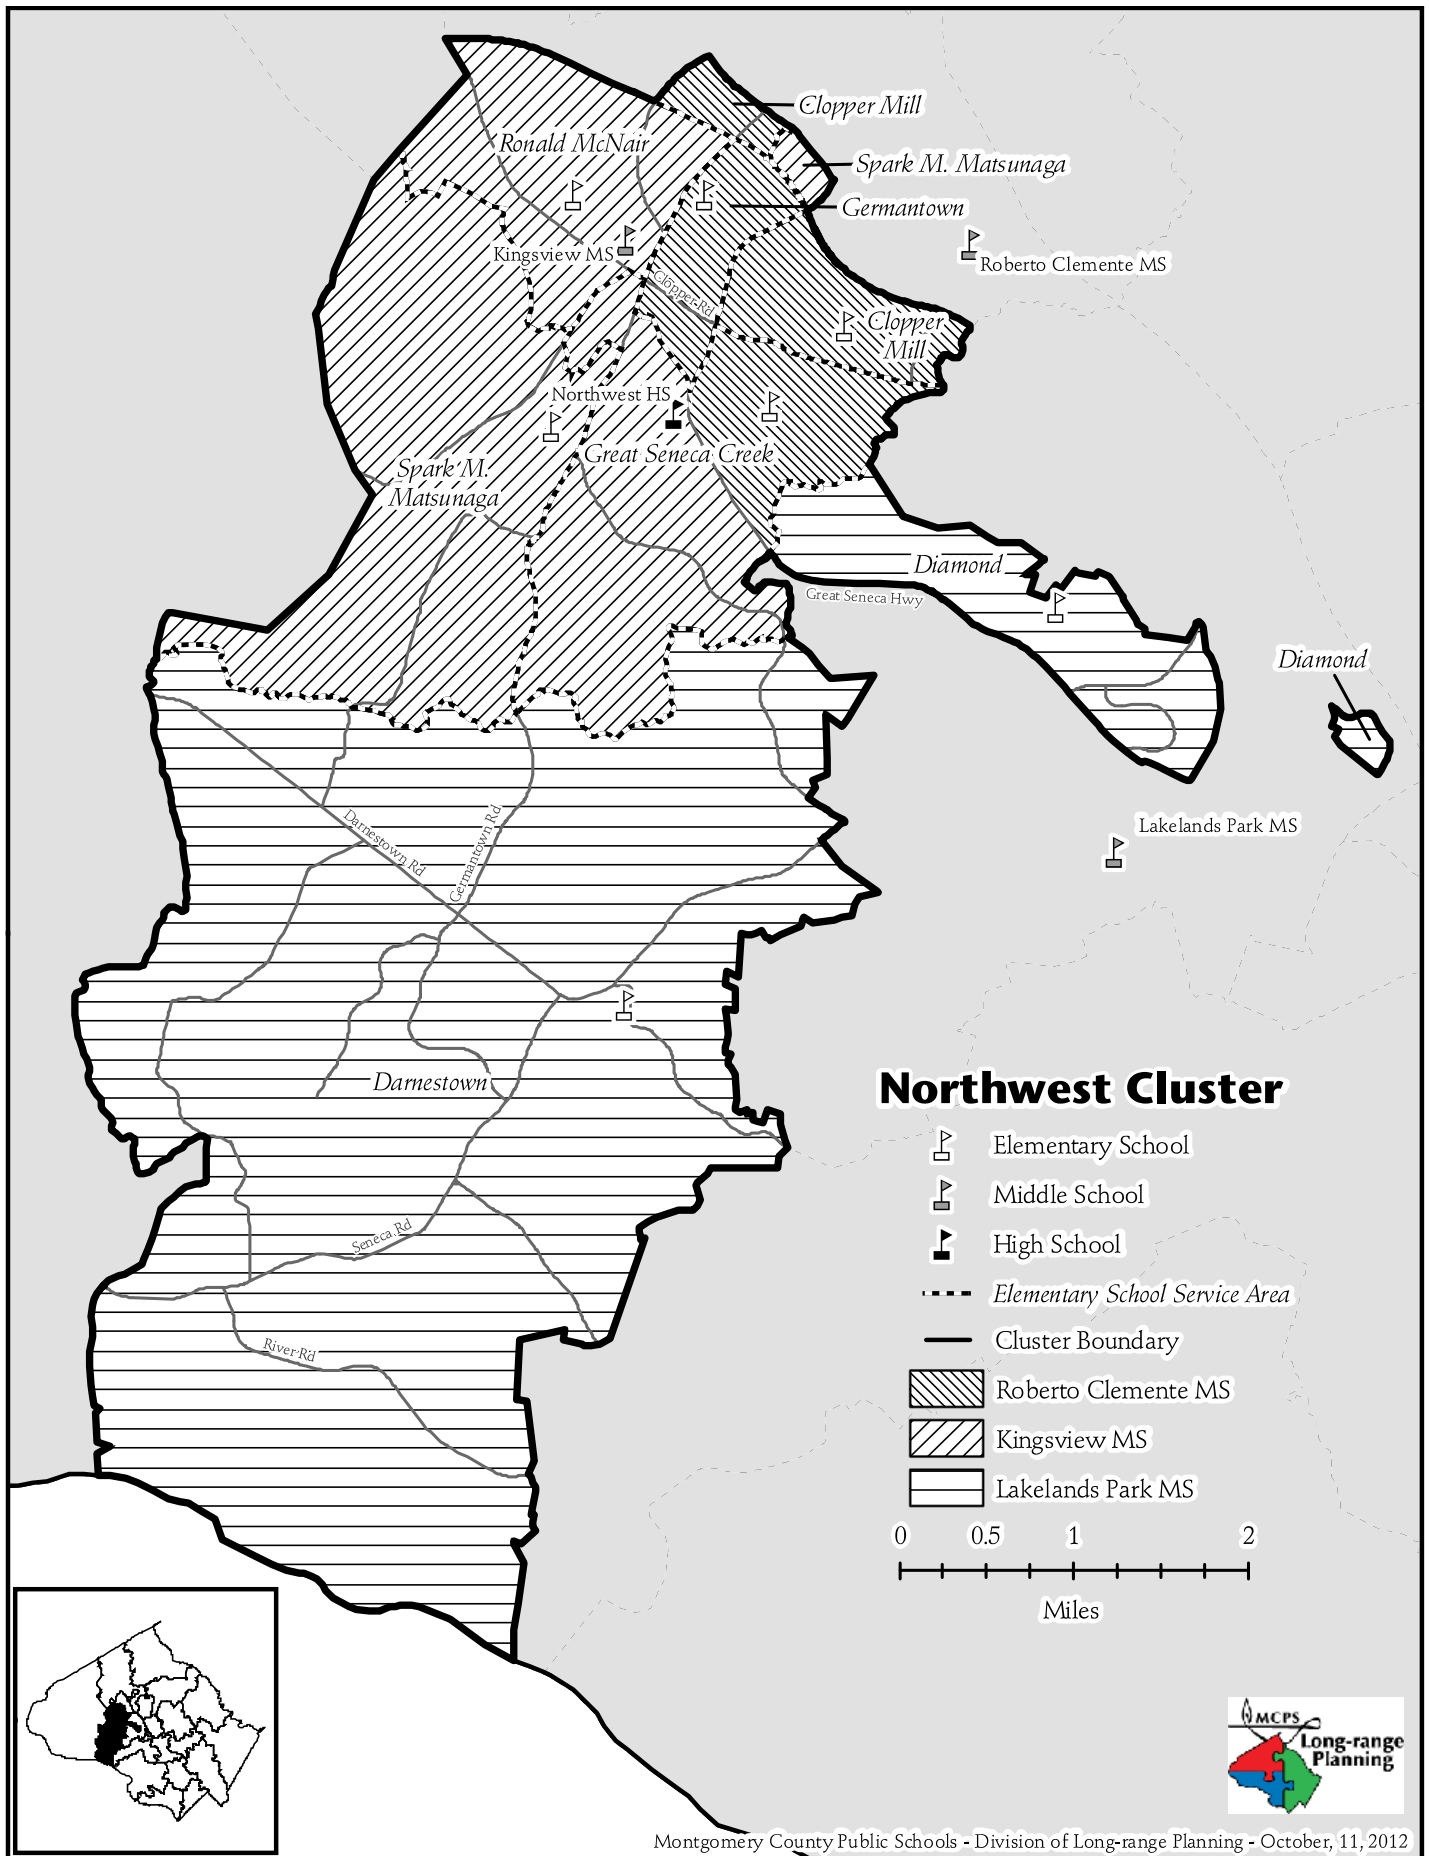 Clopper Mill
Ronald McNair
Spark M. Matsunaga
Germantown
Kingsview MS
Roberto Clemente MS
Clopper Rd
Clopper
Mill
Northwest HS
Great Seneca Creek
Spark M.
Matsunaga
Diamond
Great Seneca Hwy
Diamond
Lakelands Park MS
Darnestown Rd
Germantown Rd
Darnestown
Northwest Cluster
Elementary School
Middle School
High School
Elementary School Service Area
Cluster Boundary
Roberto Clemente MS
Kingsview MS
Lakelands Park MS
Seneca Rd
River Rd
0 0.5 1 2
Miles
MCPS
Long-range
Planning
Montgomery County Public Schools - Division of Long-range Planning - October, 11, 2012